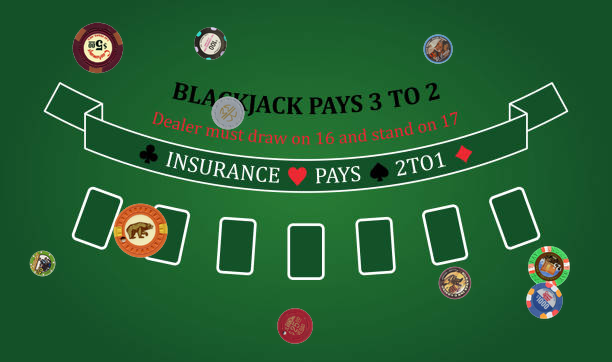 BLACKJACK PAYS 3 TO 2
Dealer must draw on 16 and stand on 17
INSURANCE PAYS 2TO1